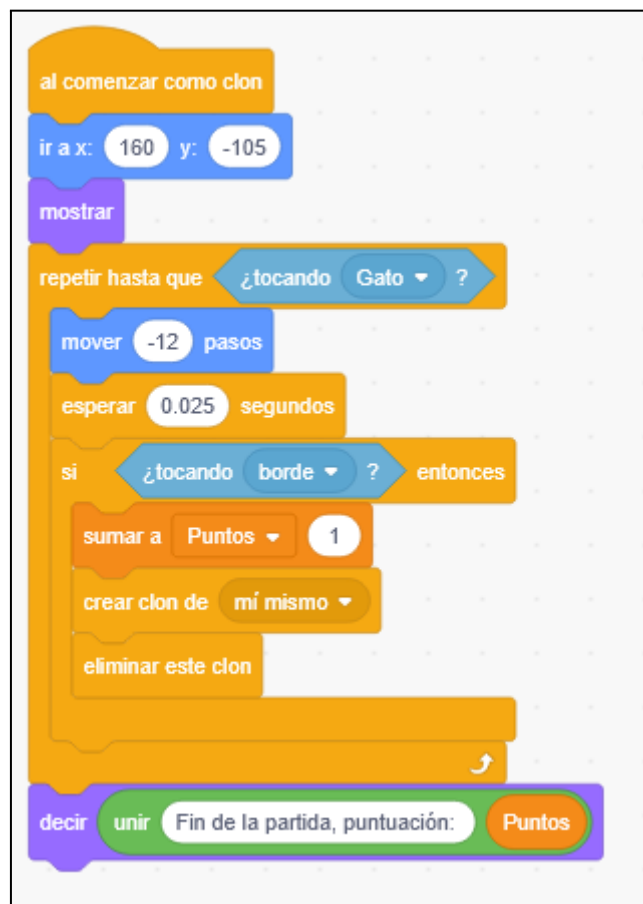 al comenzar como clon
ir a x: 160 y: -105
mostrar
repetir hasta que ¿tocando Gato ?
mover -12 pasos
esperar 0.025 segundos
si ¿tocando borde ? entonces
sumar a Puntos 1
crear clon de mí mismo
eliminar este clon
decir unir Fin de la partida, puntuación: Puntos